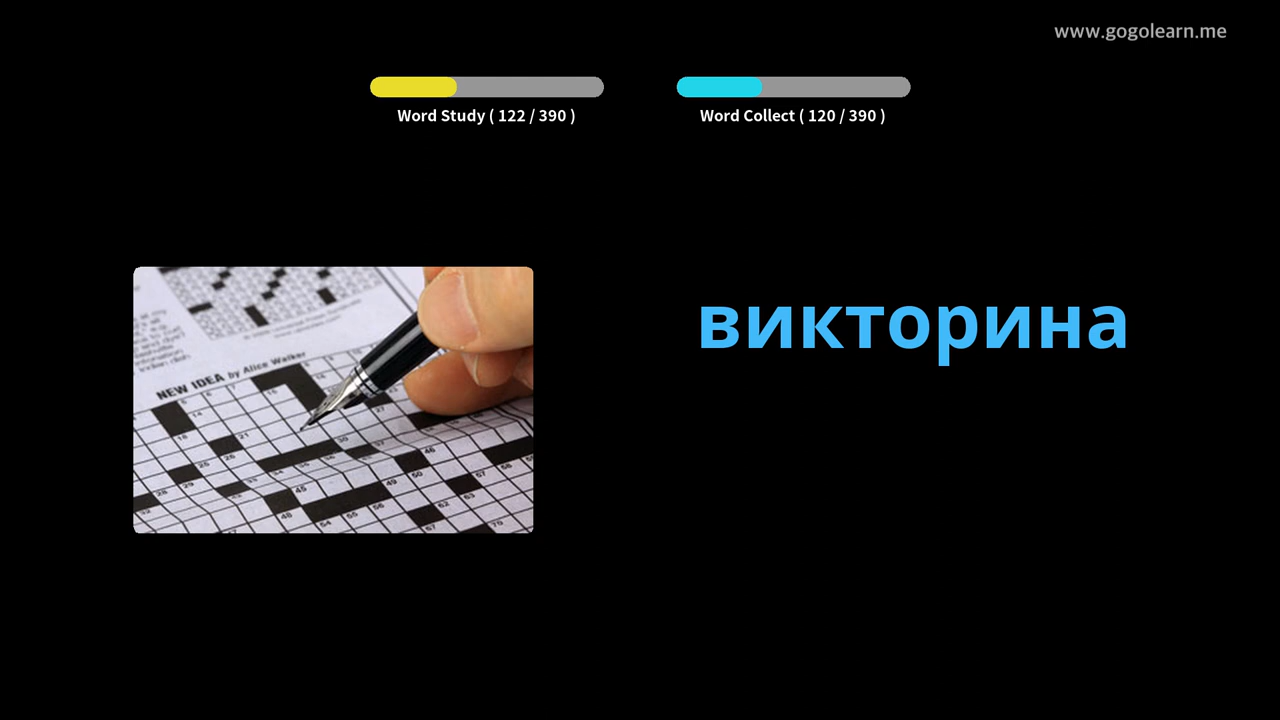 www.gogolearn.me
Word Study ( 122 / 390 )
Word Collect ( 120 / 390 )
викторина
NEW IDEA by Alice Walker